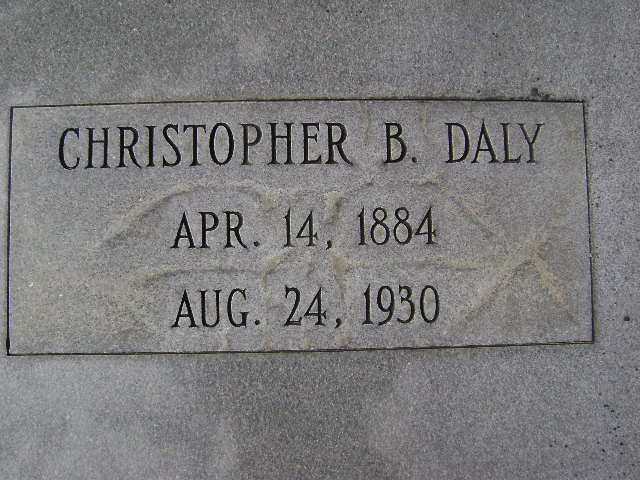 CHRISTOPHER B. DALY
APR. 14, 1884
AUG. 24, 1930